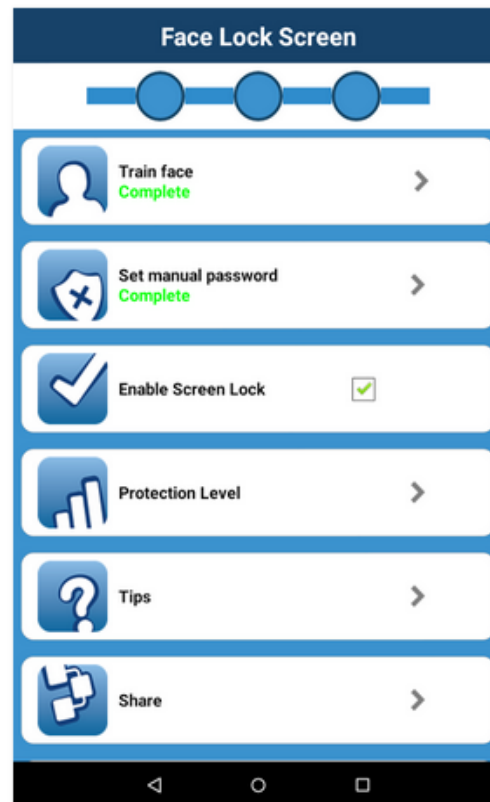 Face Lock Screen
Train face
Complete
Set manual password
Complete
Enable Screen Lock
Protection Level
Tips
Share